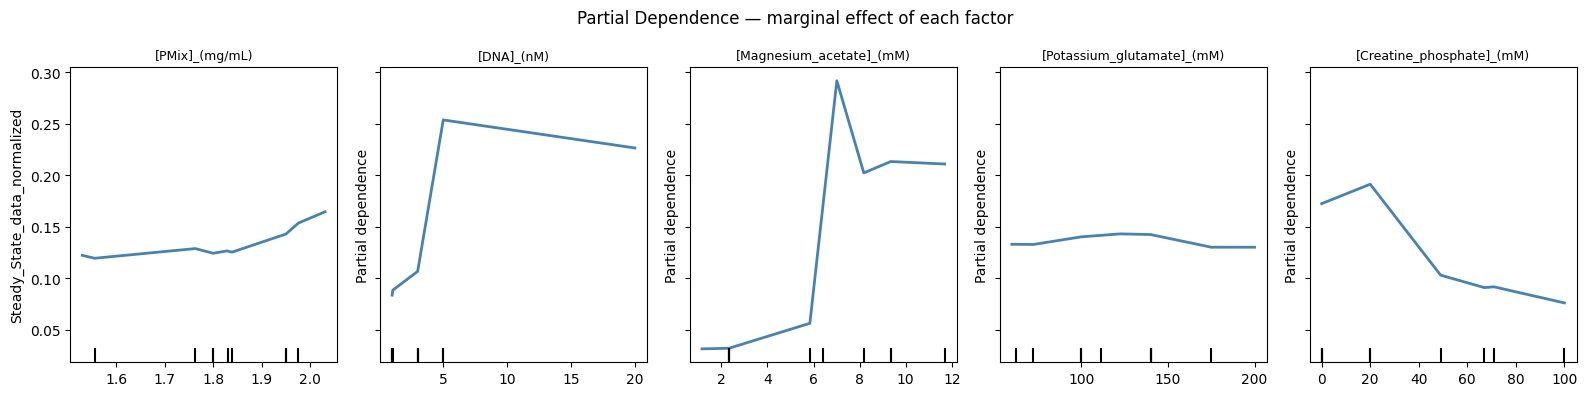 Partial Dependence — marginal effect of each factor
[PMix]_(mg/mL)
[DNA]_(nM)
[Magnesium_acetate]_(mM)
[Potassium_glutamate]_(mM)
[Creatine_phosphate]_(mM)
Steady_State_data_normalized
0.30
0.25
0.20
0.15
0.10
0.05
1.6 1.7 1.8 1.9 2.0
Partial dependence
5 10 15 20
Partial dependence
2 4 6 8 10 12
Partial dependence
100 150 200
Partial dependence
0 20 40 60 80 100